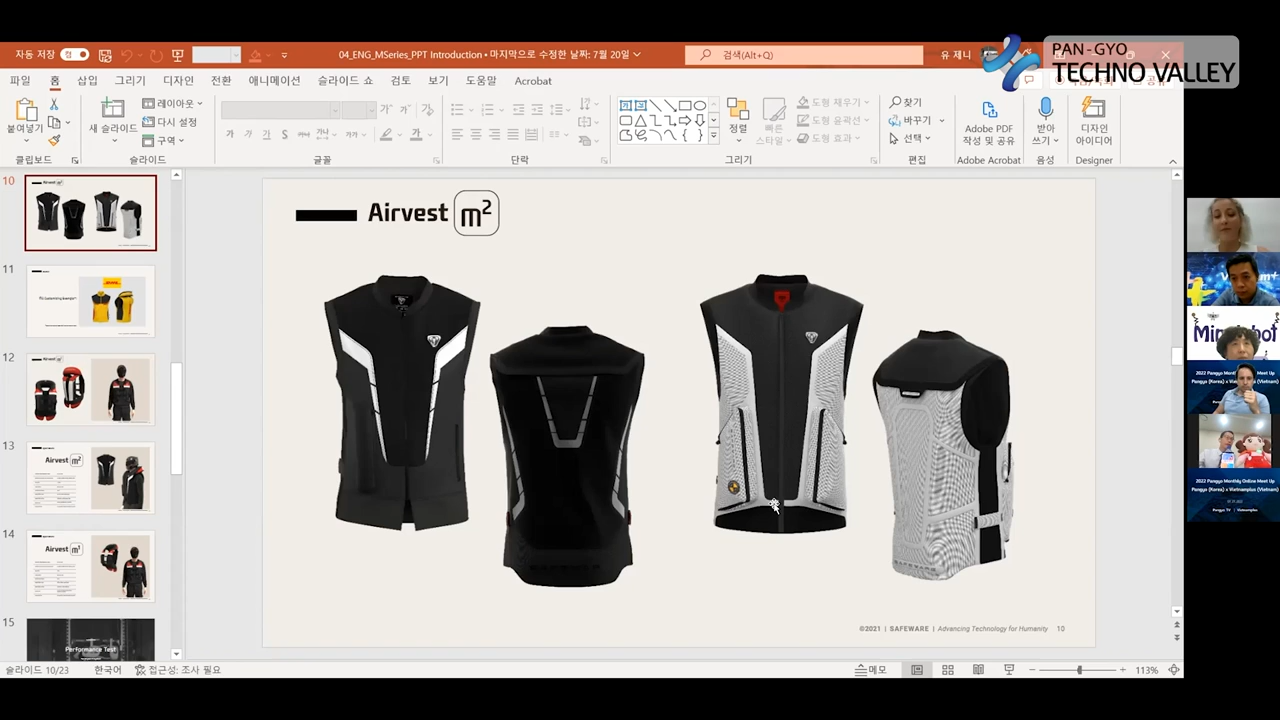 자동 저장
켬
04_ENG_MSeries_PPT Introduction • 마지막으로 수정한 날짜: 7월 20일
검색(Alt+Q)
유 제니
PAN-GYO
TECHNO VALLEY
파일 홈 삽입 그리기 디자인 전환 애니메이션 슬라이드 쇼 검토 보기 도움말 Acrobat
붙여넣기
새 슬라이드
레이아웃
다시 설정
구역
정렬
빠른
스타일
도형 채우기
도형 윤곽선
도형 효과
찾기
바꾸기
선택
Adobe PDF
작성 및 공유
받아
쓰기
디자인
아이디어
클립보드 슬라이드 글꼴 단락 그리기 편집 Adobe Acrobat 음성 Designer
10
11
12
13
Airvest m²
14
Airvest m¹
15
Performance Test
Airvest m²
©2021 | SAFEWARE | Advancing Technology for Humanity 10
2022 Pangyo Monthly Online Meet Up
Pangyo (Korea) x Vietnamplus (Vietnam)
Pangyo TV | Vietnamplus
슬라이드 10/23 한국어 접근성: 조사 필요
메모
113%